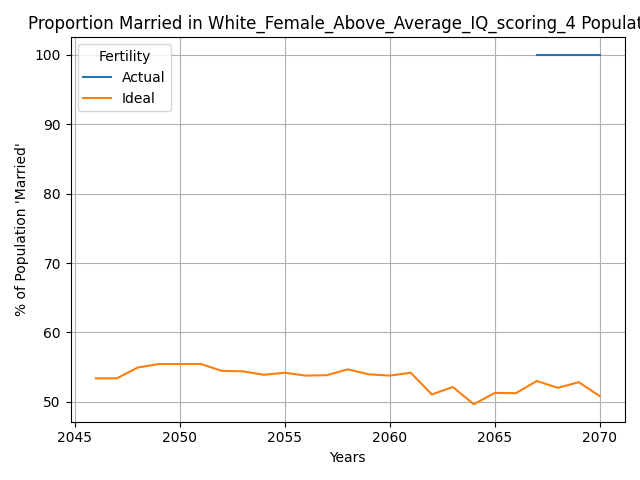 Proportion Married in White_Female_Above_Average_IQ_scoring_4 Populat
% of Population 'Married'
100
90
80
70
60
50
Fertility
Actual
Ideal
2045 2050 2055 2060 2065 2070
Years